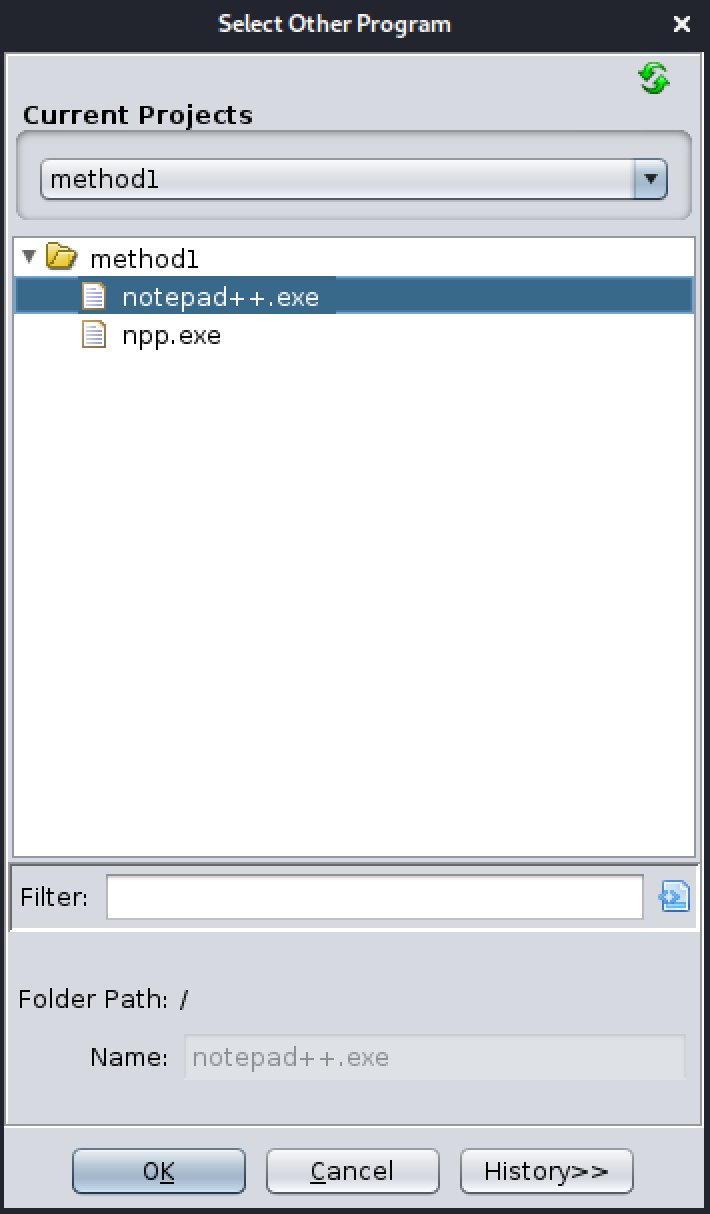 Select Other Program
Current Projects
method1
method1
notepad++.exe
npp.exe
Filter:
Folder Path: /
Name: notepad++.exe
OK Cancel History>>